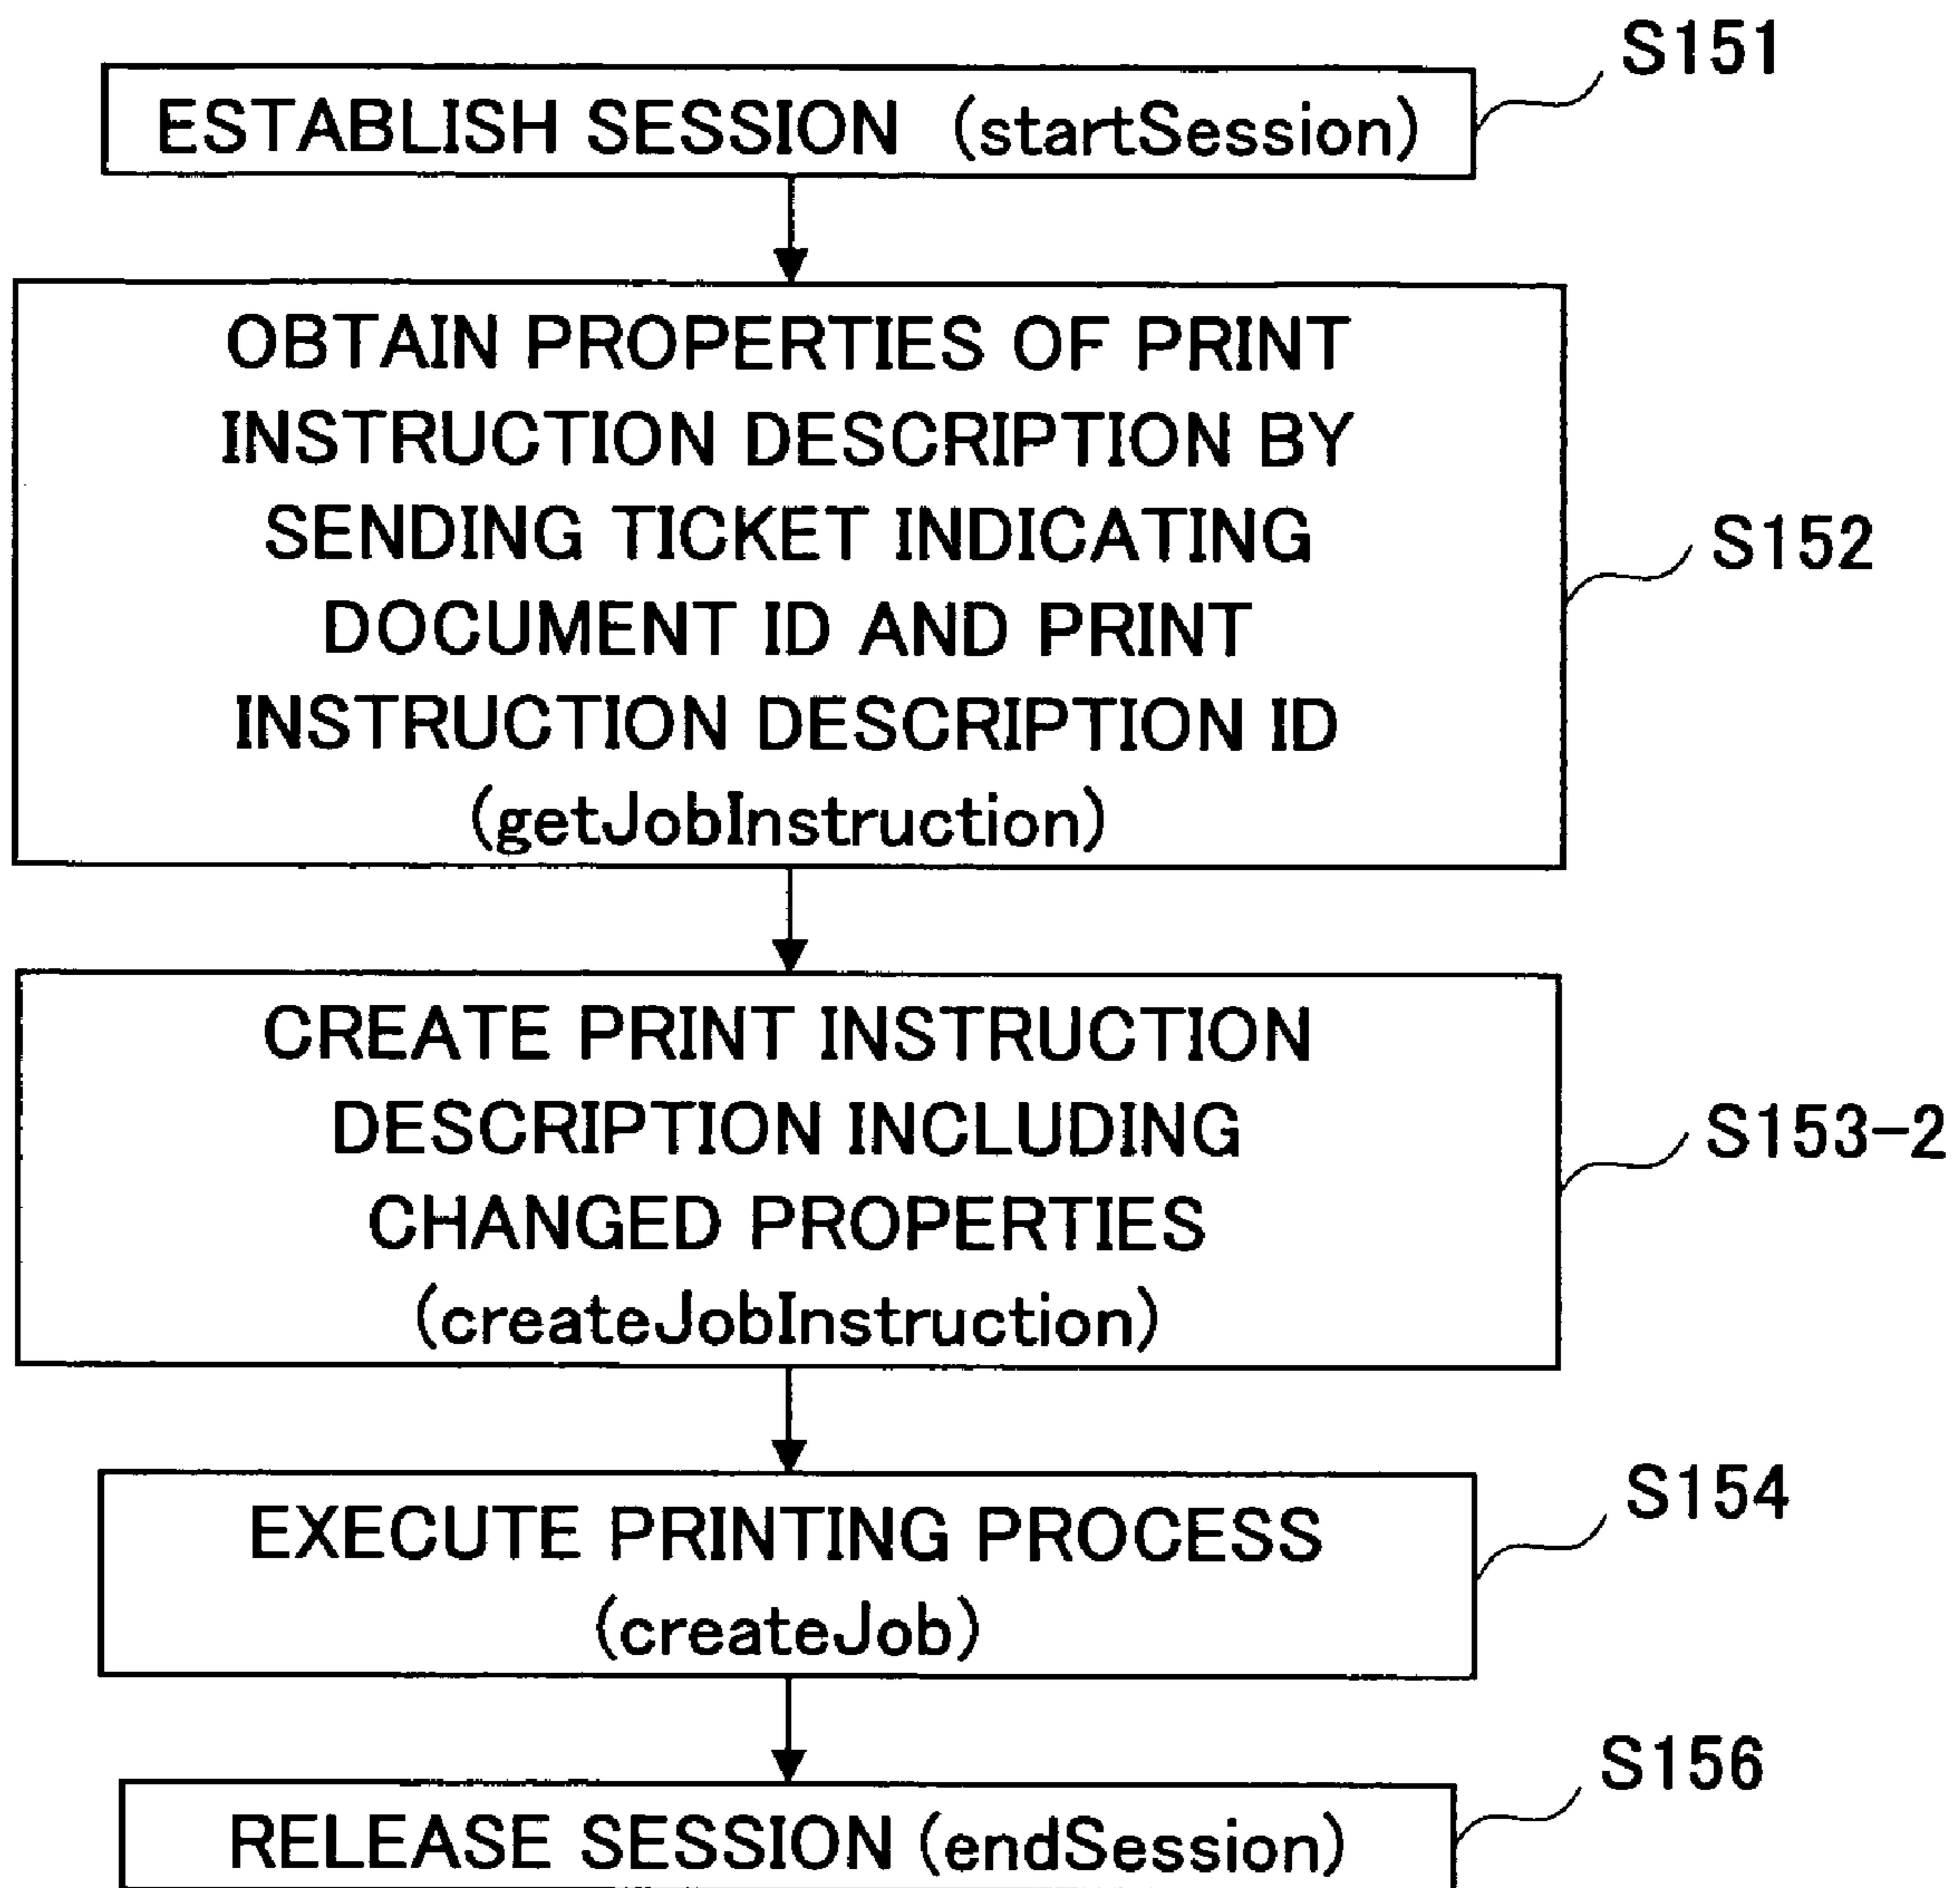 S151
ESTABLISH SESSION (startSession)
OBTAIN PROPERTIES OF PRINT
INSTRUCTION DESCRIPTION BY
SENDING TICKET INDICATING
DOCUMENT ID AND PRINT
INSTRUCTION DESCRIPTION ID
(getJobInstruction)
S152
CREATE PRINT INSTRUCTION
DESCRIPTION INCLUDING
CHANGED PROPERTIES
(createJobInstruction)
S153-2
EXECUTE PRINTING PROCESS
(createJob)
S154
RELEASE SESSION (endSession)
S156